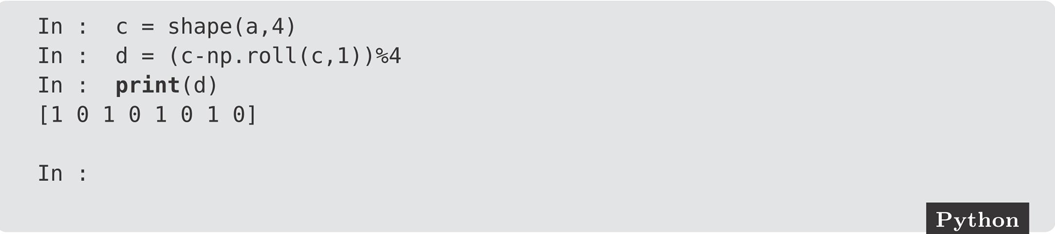 In :  c = shape(a,4)
In :  d = (c-np.roll(c,1))%4
In :  print(d)
[1 0 1 0 1 0 1 0]
In :
Python